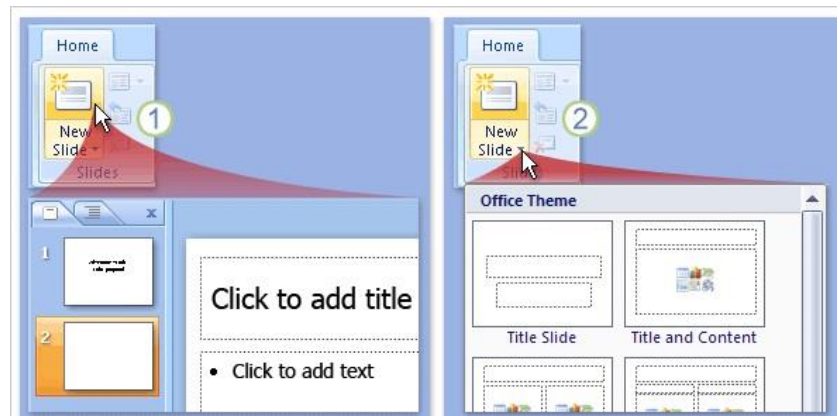 Home
New
Slide
Slides
1
1
2
Click to add title
• Click to add text
Home
New
Slide
2
Office Theme
Title Slide
Title and Content